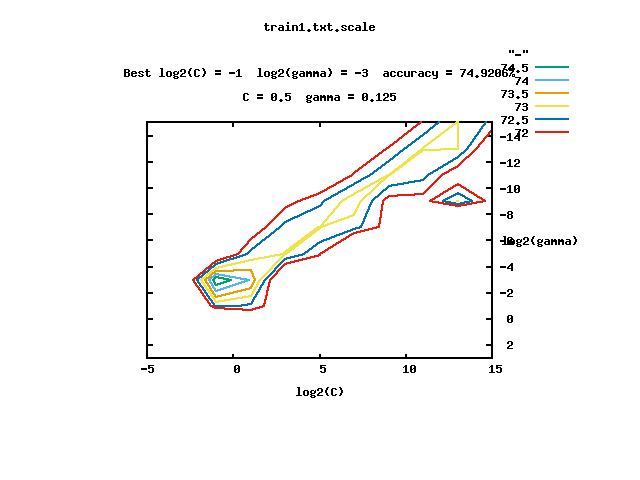 train1.txt.scale
"-"
Best log2(C) = -1  log2(gamma) = -3  accuracy = 74.9206%
74.5
74
C = 0.5  gamma = 0.125
73.5
73
72.5
72
-14
-12
-10
-8
-6
log2(gamma)
-4
-2
0
2
-5 0 5 10 15
log2(C)